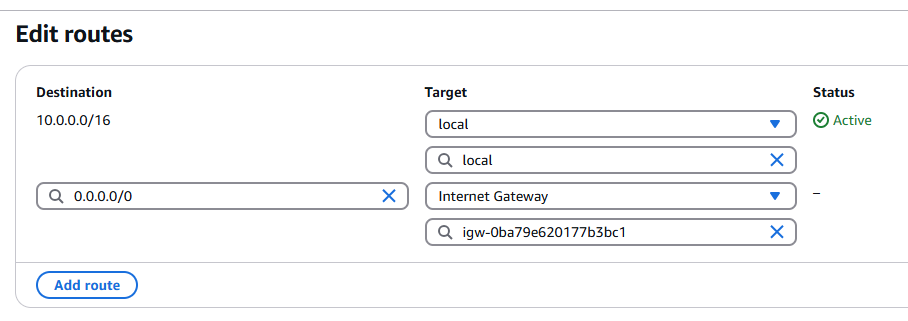 Edit routes
Destination Target Status
10.0.0.0/16 local Active
local
0.0.0.0/0 Internet Gateway –
igw-0ba79e620177b3bc1
Add route